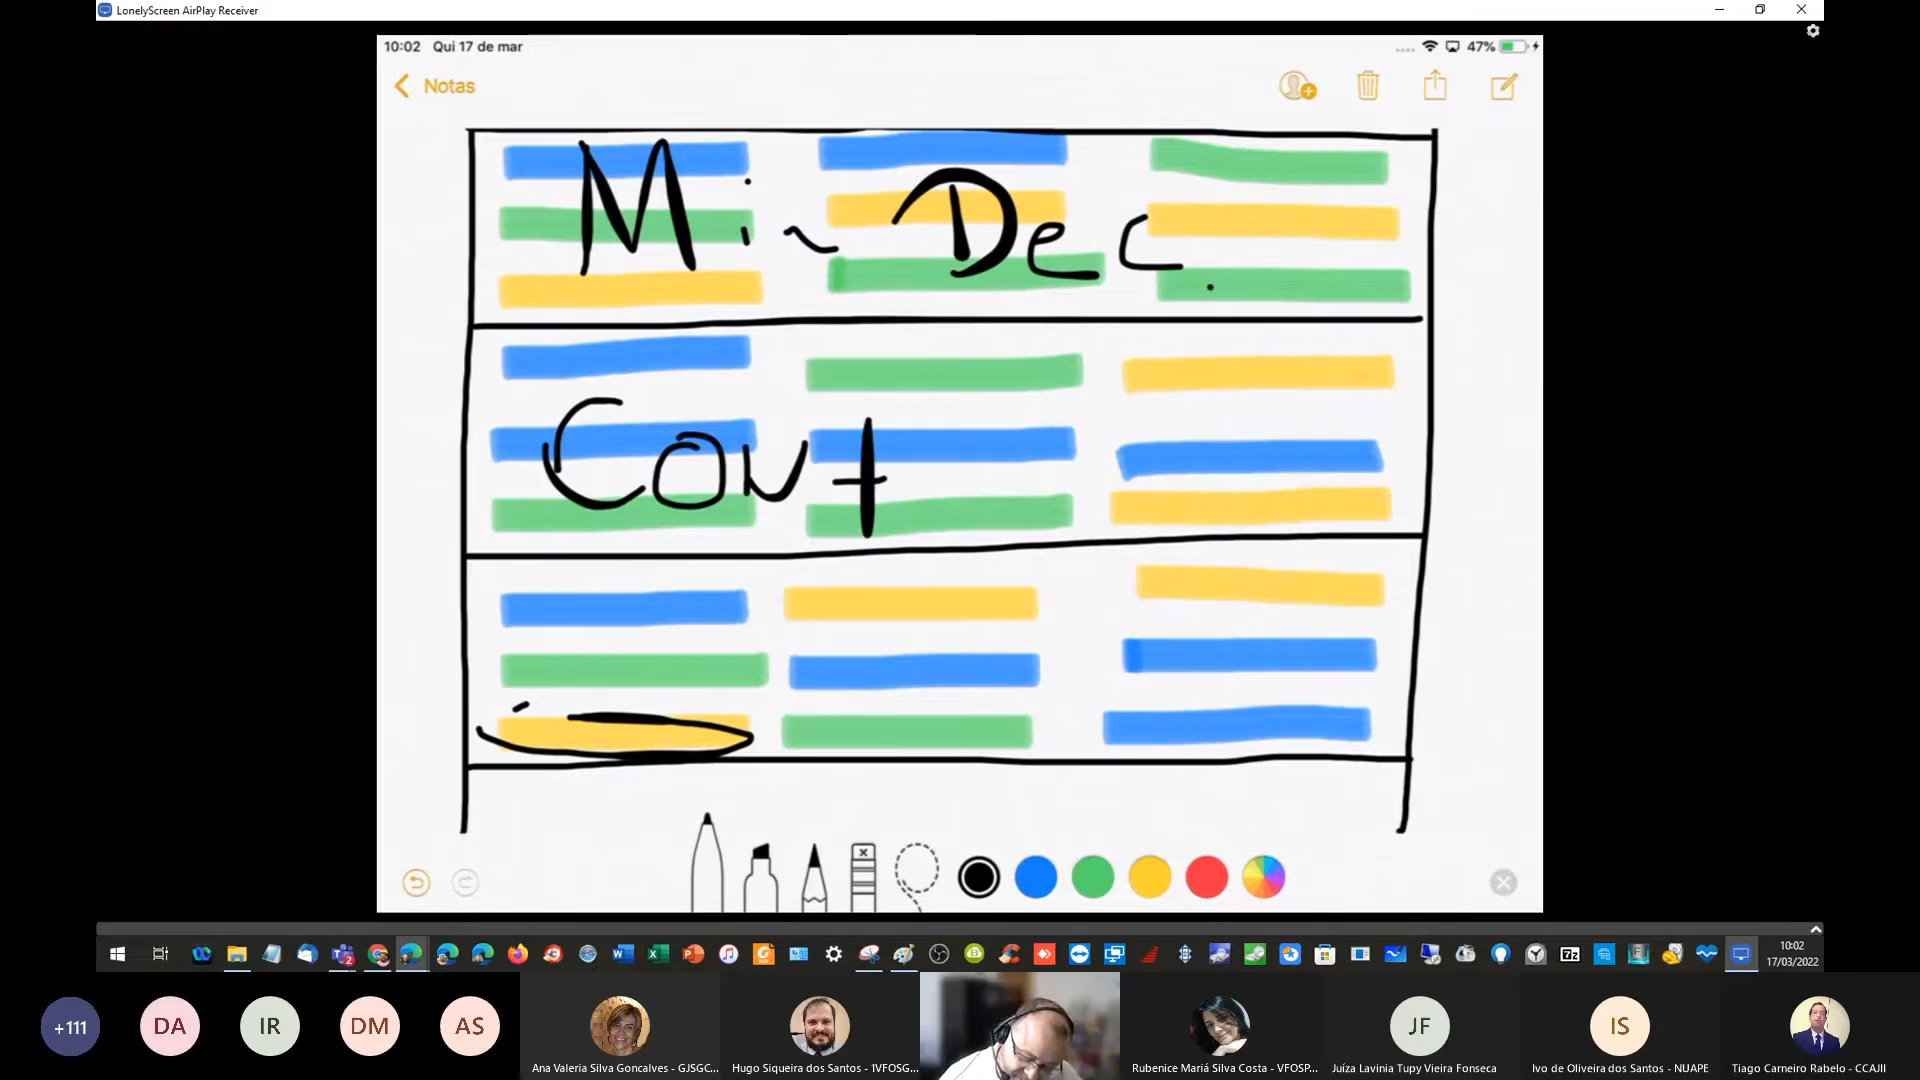 LonelyScreen AirPlay Receiver
10:02 Qui 17 de mar
47%
Notas
Min Dec.
Cont
10:02
17/03/2022
+111
DA
IR
DM
AS
Ana Valeria Silva Goncalves - GJSGC...
Hugo Siqueira dos Santos - 1VFOSG...
Rubenice Mariá Silva Costa - VFOSP...
JF
Juíza Lavinia Tupy Vieira Fonseca
IS
Ivo de Oliveira dos Santos - NUAPE
Tiago Carneiro Rabelo - CCAJII